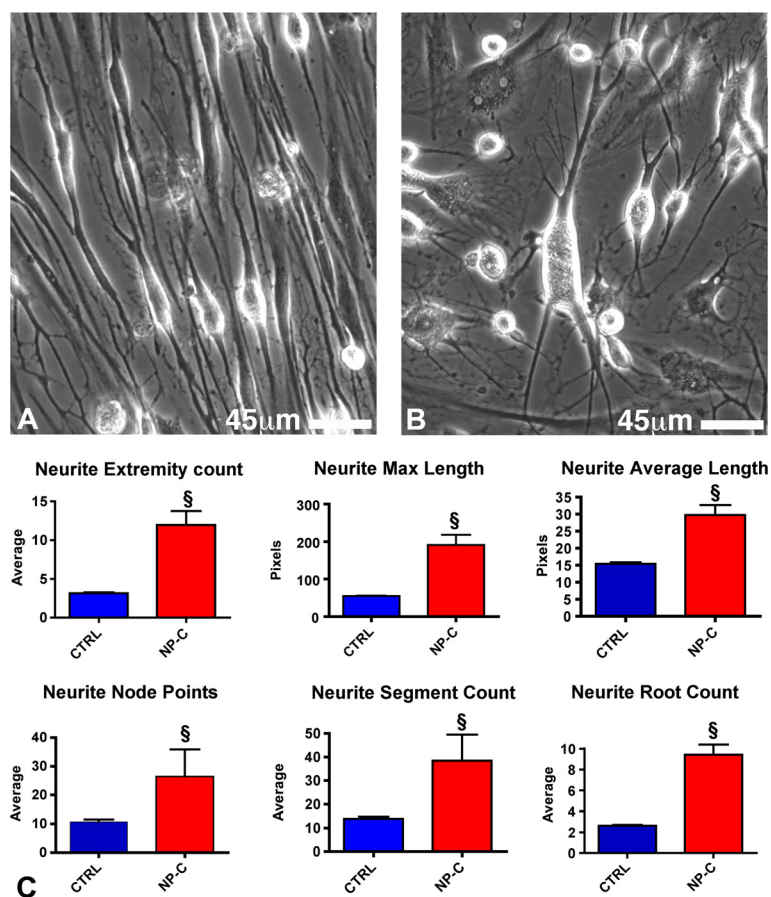 A
45μm
B
45μm
Neurite Extremity count
Average
15
10
5
0
§
CTRL
NP-C
Neurite Max Length
Pixels
300
200
100
0
§
CTRL
NP-C
Neurite Average Length
Pixels
35
30
25
20
15
10
5
0
§
CTRL
NP-C
Neurite Node Points
Average
40
30
20
10
0
§
CTRL
NP-C
Neurite Segment Count
Average
50
40
30
20
10
0
§
CTRL
NP-C
Neurite Root Count
Average
10
8
6
4
2
0
§
CTRL
NP-C
C